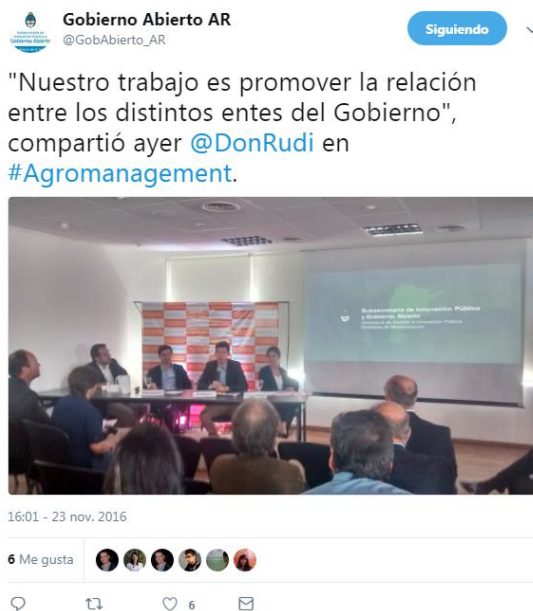 Gobierno Abierto AR
@GobAbierto_AR
Siguiendo
"Nuestro trabajo es promover la relación
entre los distintos entes del Gobierno",
compartió ayer @DonRudi en
#Agromanagement.
Subsecretaría de Innovación Pública
y Gobierno Abierto
16:01 - 23 nov. 2016
6 Me gusta
6